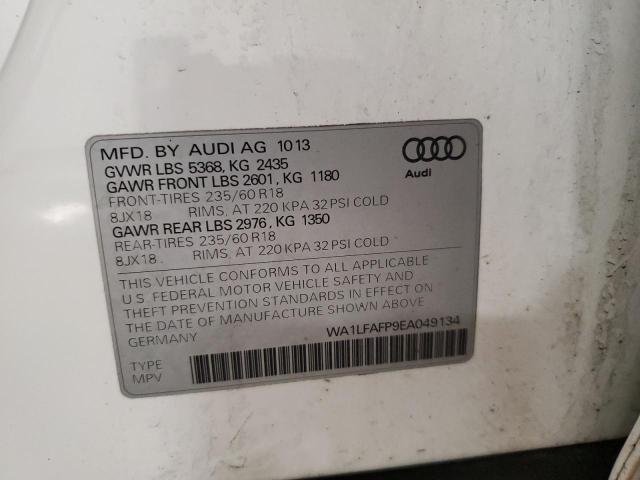 MFD. BY AUDI AG 10 13
GVWR LBS 5368, KG 2435
GAWR FRONT LBS 2601, KG 1180
FRONT-TIRES 235/60 R18
8JX18 RIMS, AT 220 KPA 32 PSI COLD
GAWR REAR LBS 2976, KG 1350
REAR-TIRES 235/60 R18
8JX18 RIMS, AT 220 KPA 32 PSI COLD
Audi
THIS VEHICLE CONFORMS TO ALL APPLICABLE
U.S. FEDERAL MOTOR VEHICLE SAFETY AND
THEFT PREVENTION STANDARDS IN EFFECT ON
THE DATE OF MANUFACTURE SHOWN ABOVE
GERMANY
WA1LFAFP9EA049134
TYPE
MPV